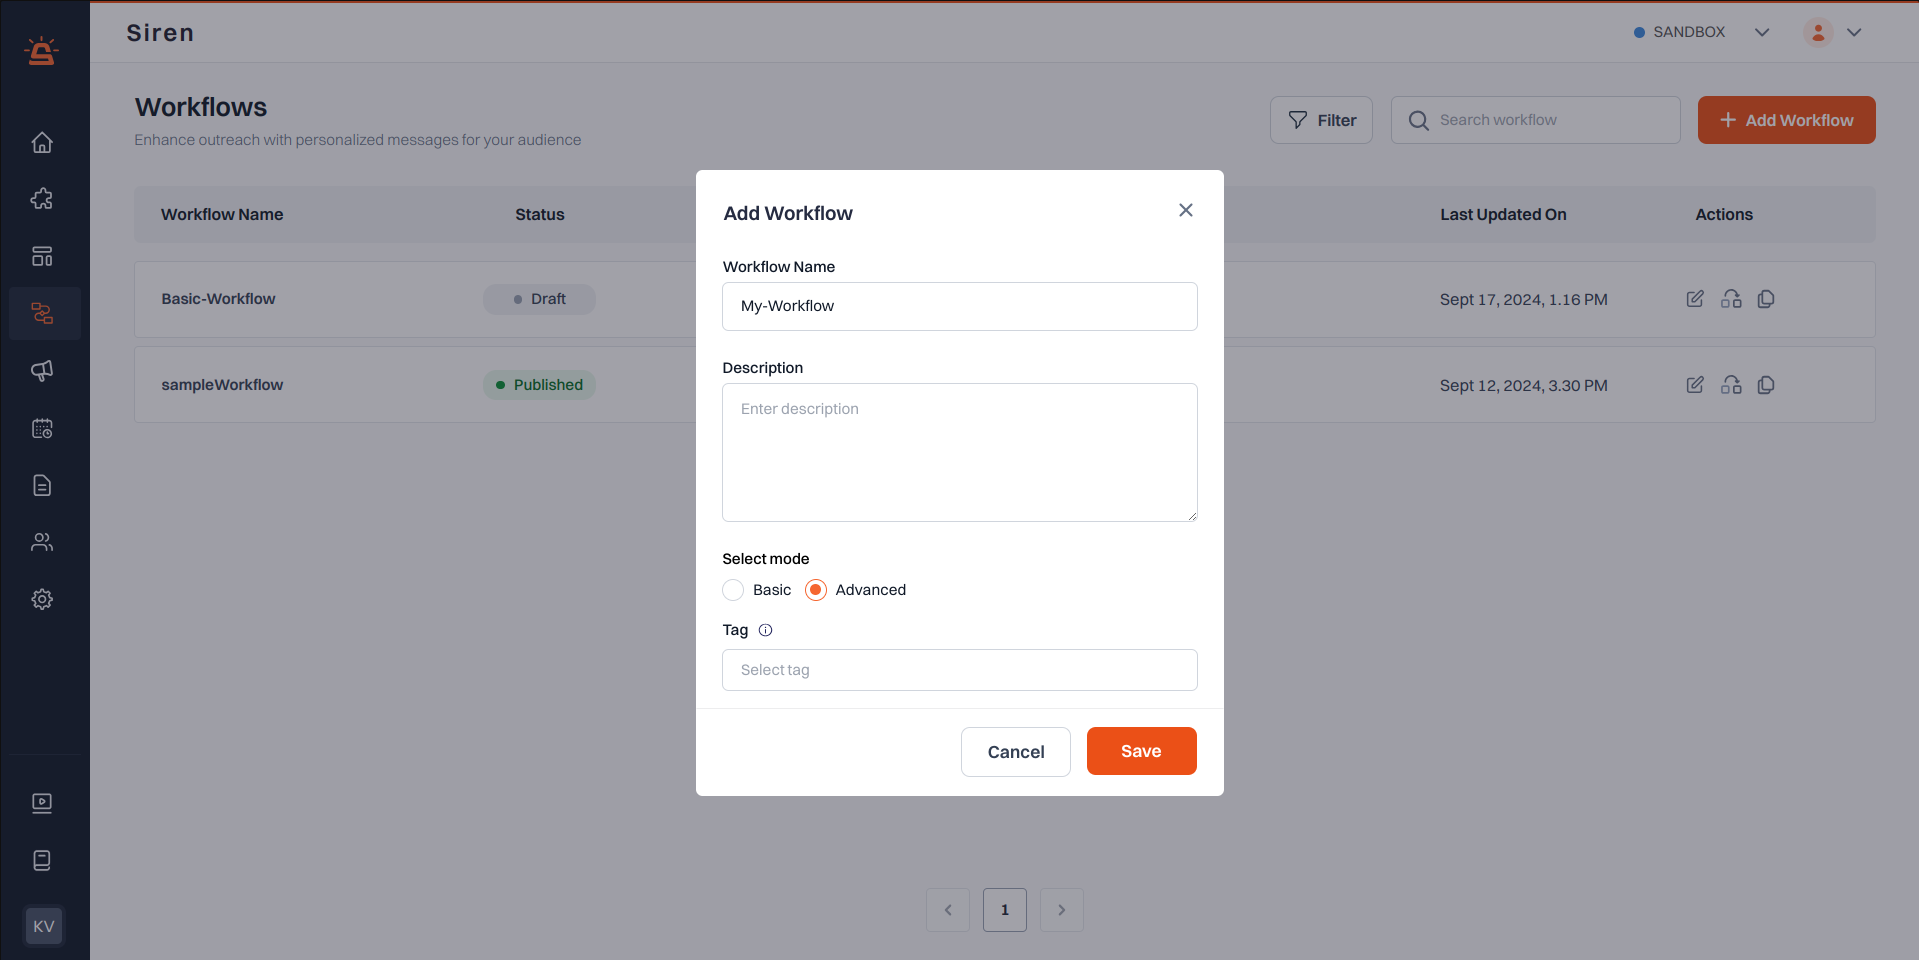 Siren
SANDBOX
Workflows
Enhance outreach with personalized messages for your audience
Filter
Search workflow
Add Workflow
Workflow Name
Status
Last Updated On
Actions
Basic-Workflow
Draft
Sept 17, 2024, 1.16 PM
sampleWorkflow
Published
Sept 12, 2024, 3.30 PM
Add Workflow
Workflow Name
My-Workflow
Description
Enter description
Select mode
Basic
Advanced
Tag
Select tag
Cancel
Save
1
KV